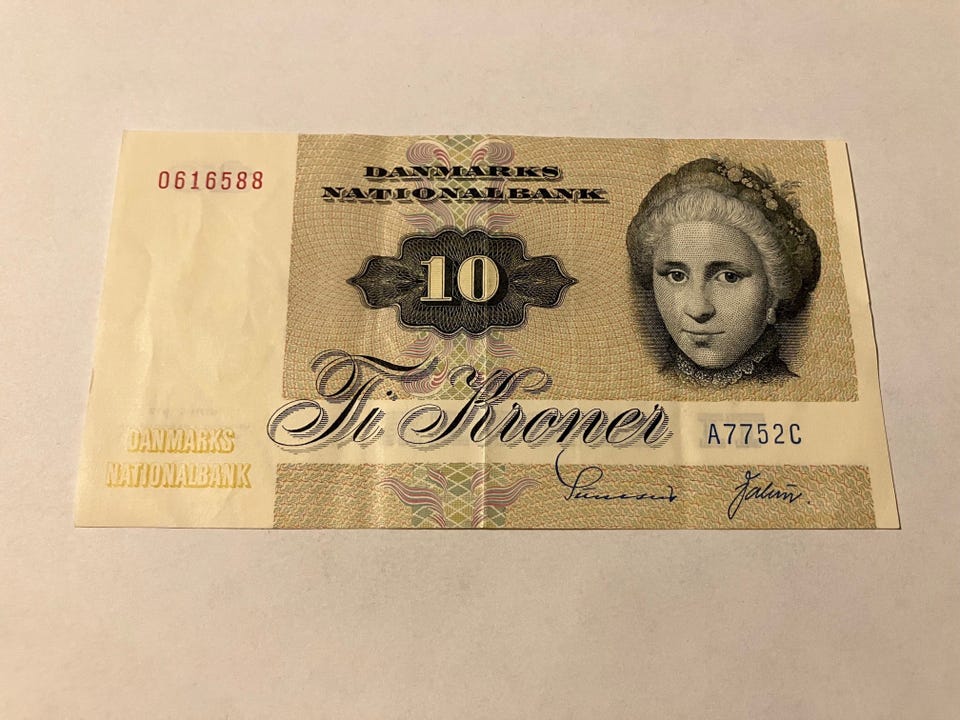 0616588
DANMARKS
NATIONALBANK
10
Ti Kroner
A7752C
DANMARKS
NATIONALBANK